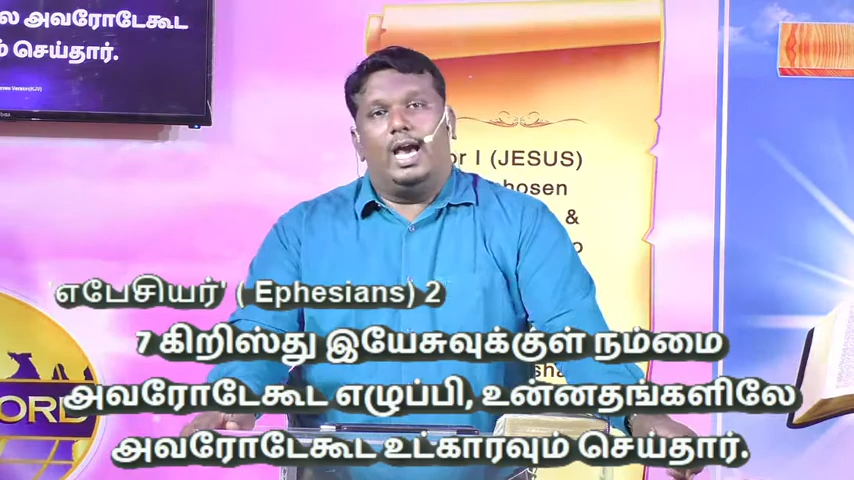 லே அவரோடேகூட
ம் செய்தார்.
or I (JESUS)
hosen
&
'எபேசியர்' ( Ephesians) 2
7 கிறிஸ்து இயேசுவுக்குள் நம்மை
ORD
அவரோடேகூட எழுப்பி, உன்னதங்களிலே
அவரோடேகூட உட்காரவும் செய்தார்.